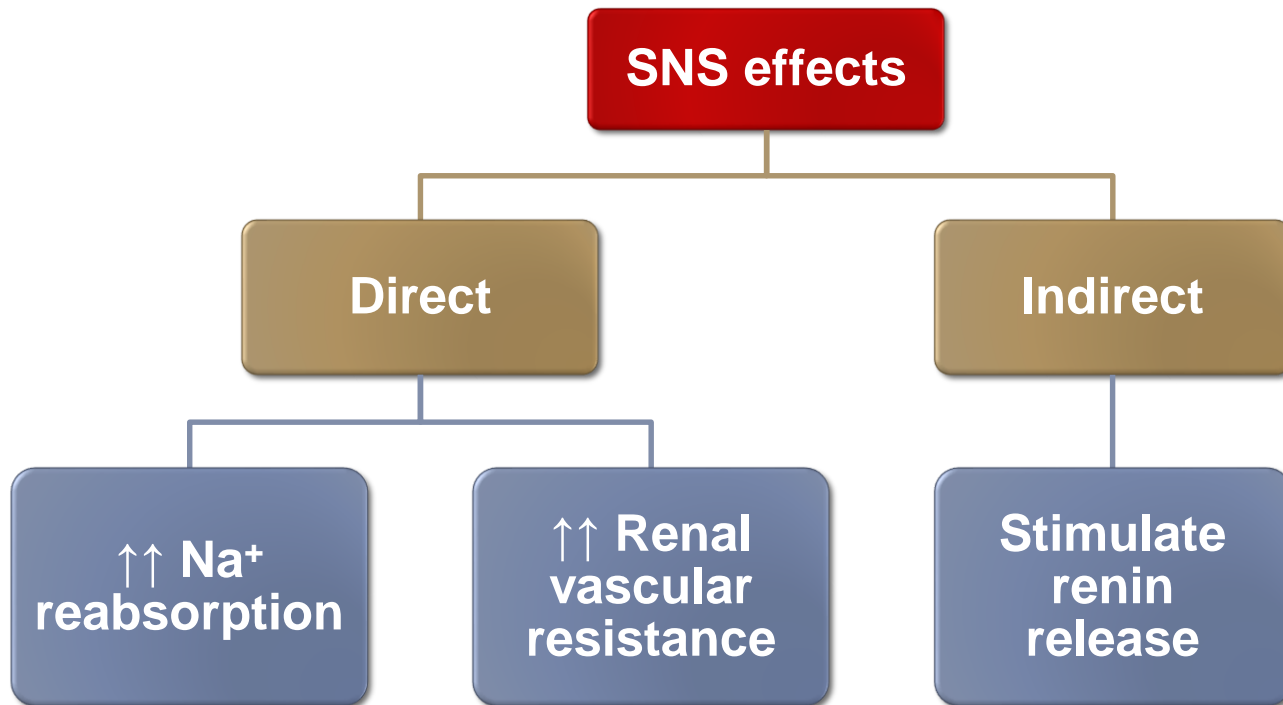 SNS effects
Direct
Indirect
↑↑ Na⁺
reabsorption
↑↑ Renal
vascular
resistance
Stimulate
renin
release